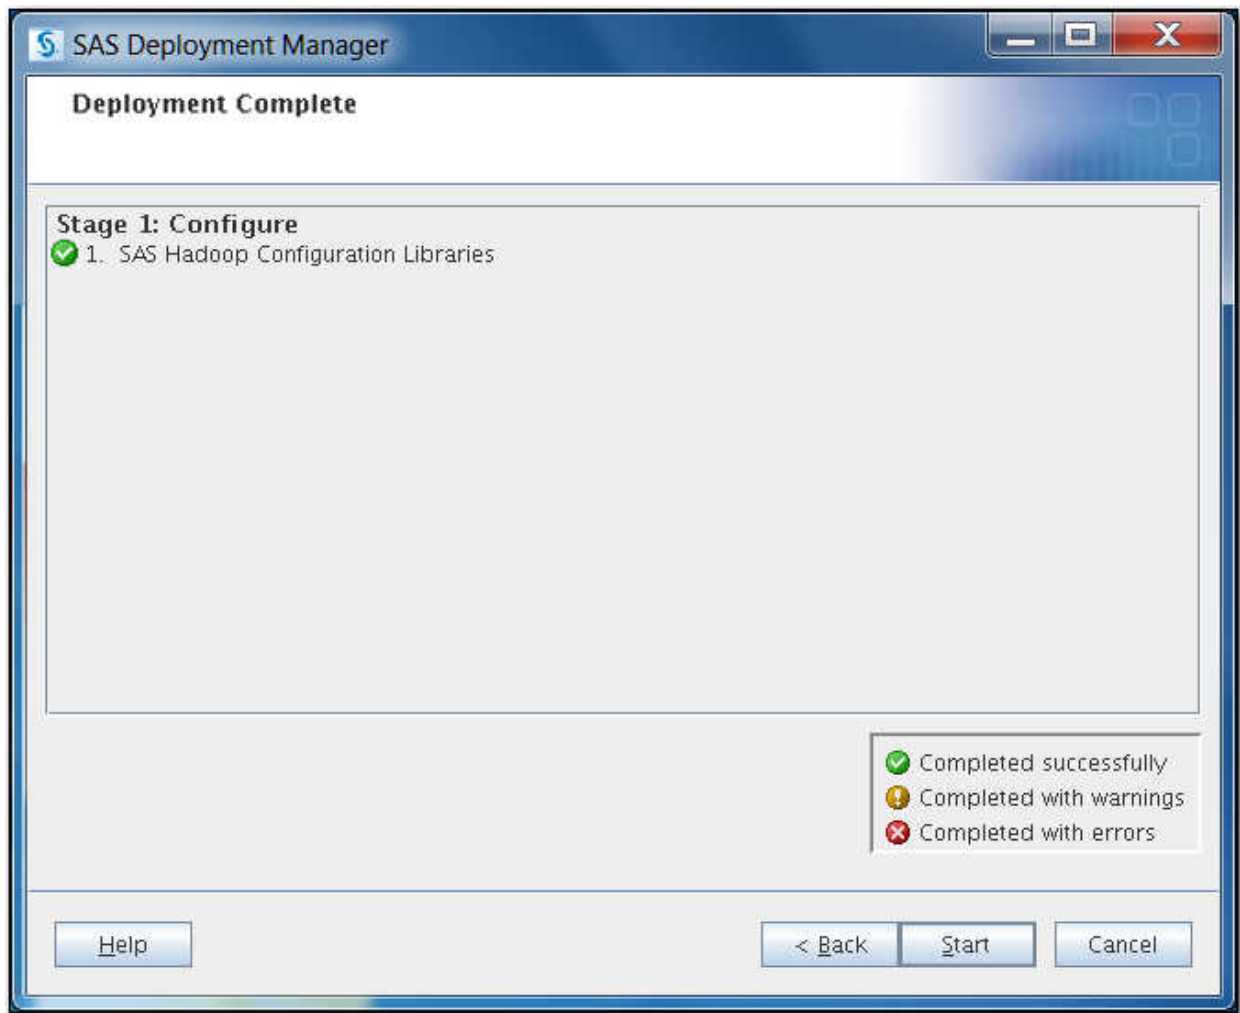 SAS Deployment Manager
Deployment Complete
Stage 1: Configure
1. SAS Hadoop Configuration Libraries
Completed successfully
Completed with warnings
Completed with errors
Help
< Back
Start
Cancel